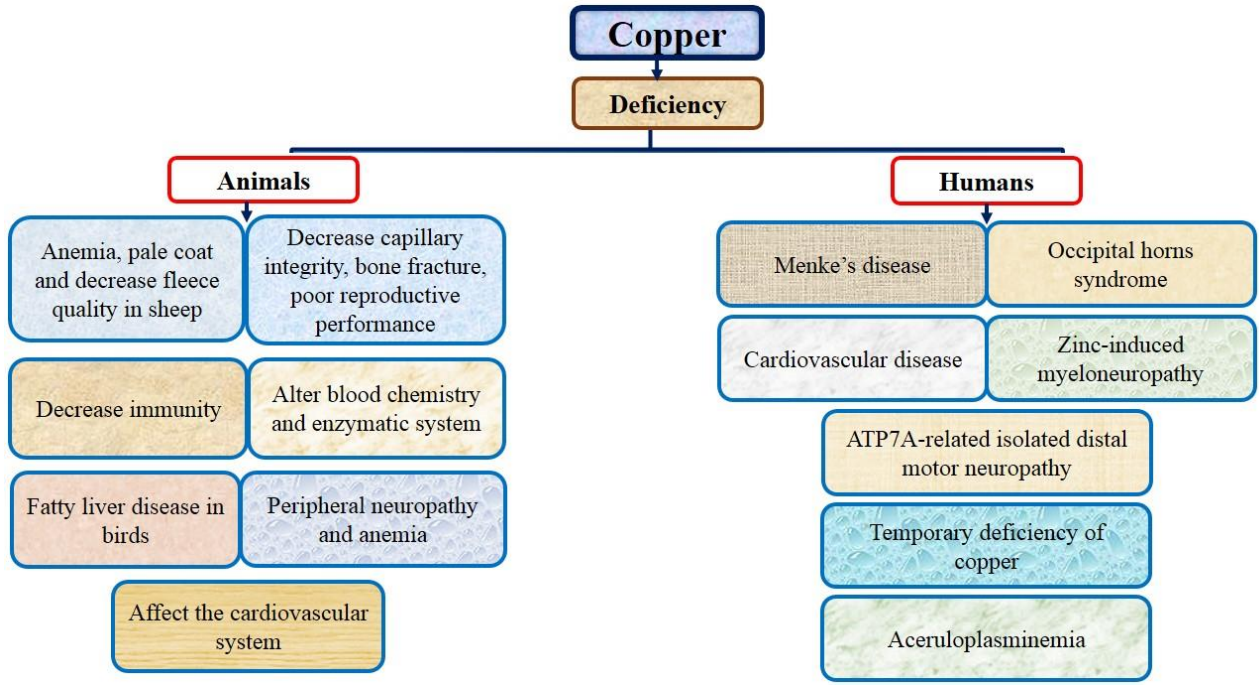 Copper
Deficiency
Animals
Anemia, pale coat
and decrease fleece
quality in sheep
Decrease capillary
integrity, bone fracture,
poor reproductive
performance
Decrease immunity
Alter blood chemistry
and enzymatic system
Fatty liver disease in
birds
Peripheral neuropathy
and anemia
Affect the cardiovascular
system
Humans
Menke’s disease
Occipital horns
syndrome
Cardiovascular disease
Zinc-induced
myeloneuropathy
ATP7A-related isolated distal
motor neuropathy
Temporary deficiency of
copper
Aceruloplasminemia